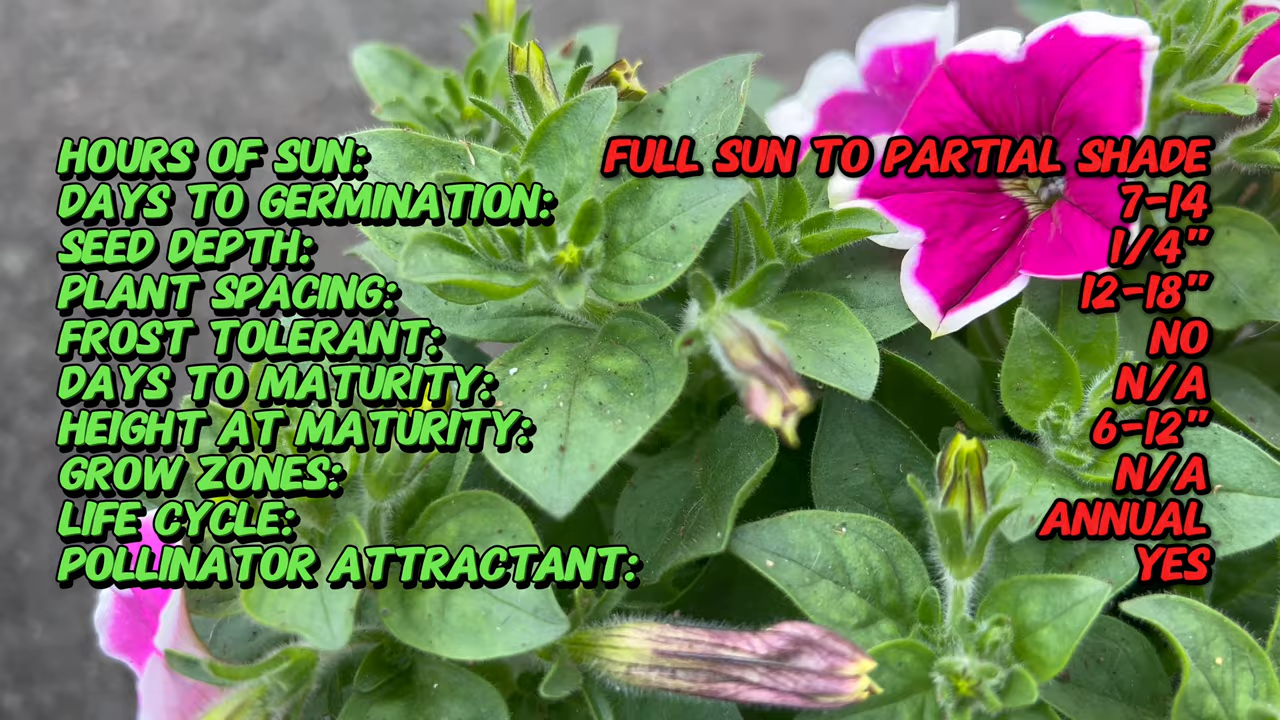 HOURS OF SUN: FULL SUN TO PARTIAL SHADE
DAYS TO GERMINATION: 7-14
SEED DEPTH: 1/4"
PLANT SPACING: 12-18"
FROST TOLERANT: NO
DAYS TO MATURITY: N/A
HEIGHT AT MATURITY: 6-12"
GROW ZONES: N/A
LIFE CYCLE: ANNUAL
POLLINATOR ATTRACTANT: YES